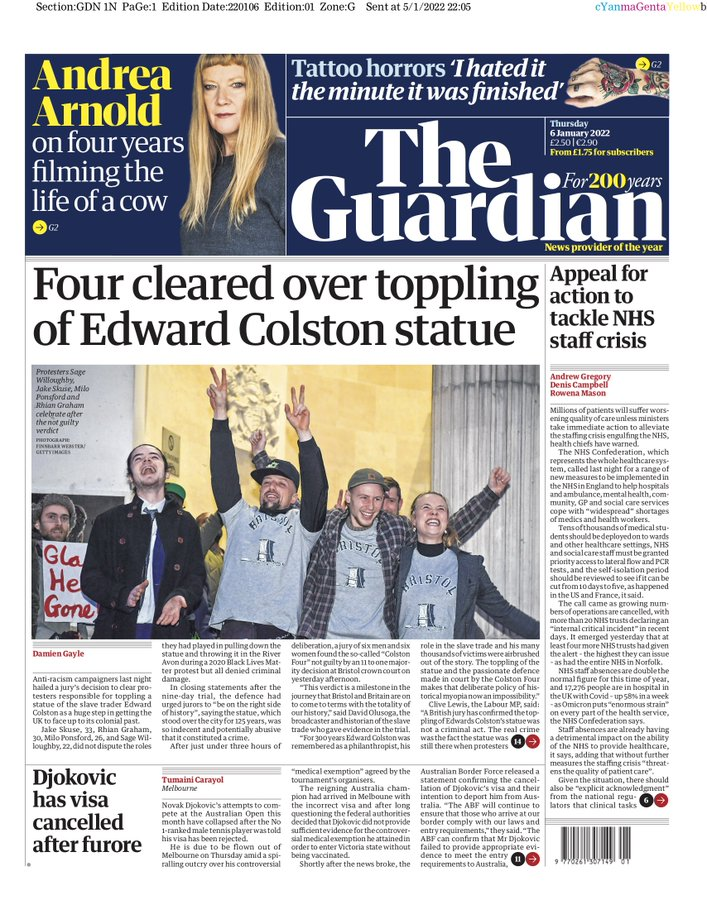 Section:GDN 1N PaGe:1 Edition Date:220106 Edition:01 Zone:G Sent at 5/1/2022 22:05
cYanmaGentaYellowb
Andrea
Arnold
on four years
filming the
life of a cow
G2
Tattoo horrors ‘I hated it
the minute it was finished’
G2
Thursday
6 January 2022
£2.50 | €2.90
From £1.75 for subscribers
The
Guardian
For 200 years
News provider of the year
Four cleared over toppling
of Edward Colston statue
Protesters Sage
Willoughby,
Jake Skuse, Milo
Ponsford and
Rhian Graham
celebrate after
the not guilty
verdict
PHOTOGRAPH:
FINNBARR WEBSTER/
GETTY IMAGES
Gla
He
Gone
BRISTOL
BRISTOL
BRISTOL
Damien Gayle
Anti-racism campaigners last night
hailed a jury’s decision to clear pro-
testers responsible for toppling a
statue of the slave trader Edward
Colston as a huge step in getting the
UK to face up to its colonial past.
Jake Skuse, 33, Rhian Graham,
30, Milo Ponsford, 26, and Sage Wil-
loughby, 22, did not dispute the roles
they had played in pulling down the
statue and throwing it in the River
Avon during a 2020 Black Lives Mat-
ter protest but all denied criminal
damage.
In closing statements after the
nine-day trial, the defence had
urged jurors to “be on the right side
of history”, saying the statue, which
stood over the city for 125 years, was
so indecent and potentially abusive
that it constituted a crime.
After just under three hours of
deliberation, a jury of six men and six
women found the so-called “Colston
Four” not guilty by an 11 to one major-
ity decision at Bristol crown court on
yesterday afternoon.
“This verdict is a milestone in the
journey that Bristol and Britain are on
to come to terms with the totality of
our history,” said David Olusoga, the
broadcaster and historian of the slave
trade who gave evidence in the trial.
“For 300 years Edward Colston was
remembered as a philanthropist, his
role in the slave trade and his many
thousands of victims were airbrushed
out of the story. The toppling of the
statue and the passionate defence
made in court by the Colston Four
makes that deliberate policy of his-
torical myopia now an impossibility.”
Clive Lewis, the Labour MP, said:
“A British jury has confirmed the top-
pling of Edward Colston’s statue was
not a criminal act. The real crime
was the fact the statue was
still there when protesters
14
Appeal for
action to
tackle NHS
staff crisis
Andrew Gregory
Denis Campbell
Rowena Mason
Millions of patients will suffer wors-
ening quality of care unless ministers
take immediate action to alleviate
the staffing crisis engulfing the NHS,
health chiefs have warned.
The NHS Confederation, which
represents the whole healthcare sys-
tem, called last night for a range of
new measures to be implemented in
the NHS in England to help hospitals
and ambulance, mental health, com-
munity, GP and social care services
cope with “widespread” shortages
of medics and health workers.
Tens of thousands of medical stu-
dents should be deployed on to wards
and other healthcare settings, NHS
and social care staff must be granted
priority access to lateral flow and PCR
tests, and the self-isolation period
should be reviewed to see if it can be
cut from 10 days to five, as happened
in the US and France, it said.
The call came as growing num-
bers of operations are cancelled, with
more than 20 NHS trusts declaring an
“internal critical incident” in recent
days. It emerged yesterday that at
least four more NHS trusts had given
the alert – the highest they can issue
– as had the entire NHS in Norfolk.
NHS staff absences are double the
normal figure for this time of year,
and 17,276 people are in hospital in
the UK with Covid – up 58% in a week
– as Omicron puts “enormous strain”
on every part of the health service,
the NHS Confederation says.
Staff absences are already having
a detrimental impact on the ability
of the NHS to provide healthcare,
it says, adding that without further
measures the staffing crisis “threat-
ens the quality of patient care”.
Given the situation, there should
also be “explicit acknowledgment”
from the national regu-
lators that clinical tasks
6
Djokovic
has visa
cancelled
after furore
Tumaini Carayol
Melbourne
Novak Djokovic’s attempts to com-
pete at the Australian Open this
month have collapsed after the No
1-ranked male tennis player was told
his visa has been rejected.
He is due to be flown out of
Melbourne on Thursday amid a spi-
ralling outcry over his controversial
“medical exemption” agreed by the
tournament’s organisers.
The reigning Australia cham-
pion had arrived in Melboune with
the incorrect visa and after long
questioning the federal authorities
decided that Djokovic did not provide
sufficient evidence for the controver-
sial medical exemption he attained in
order to enter Victoria state without
being vaccinated.
Shortly after the news broke, the
Australian Border Force released a
statement confirming the cancel-
lation of Djokovic’s visa and their
intention to deport him from Aus-
tralia. “The ABF will continue to
ensure that those who arrive at our
border comply with our laws and
entry requirements,” they said. “The
ABF can confirm that Mr Djokovic
failed to provide appropriate evi-
dence to meet the entry
requirements to Australia,
11
9 770261 307149 01